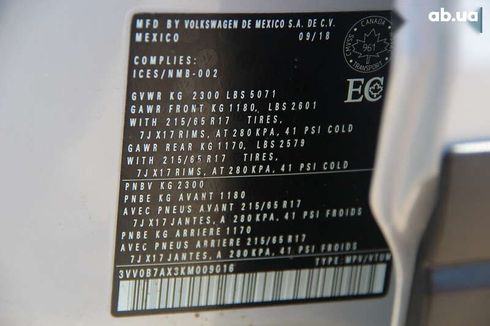 ab.ua
MFD BY VOLKSWAGEN DE MEXICO S.A. DE C.V.
MEXICO 09/18
COMPLIES:
ICES/NMB-002
CANADA
961
TRANSPORT
EC
GVWR KG 2300 LBS 5071
GAWR FRONT KG 1180, LBS 2601
WITH 215/65 R17 TIRES,
7J X17 RIMS, AT 280 KPA, 41 PSI COLD
GAWR REAR KG 1170, LBS 2579
WITH 215/65 R17 TIRES,
7J X17 RIMS, AT 280 KPA, 41 PSI COLD
PNBV KG 2300
PNBE KG AVANT 1180
AVEC PNEUS AVANT 215/65 R17
7J X17 JANTES, A 280 KPA, 41 PSI FROIDS
PNBE KG ARRIERE 1170
AVEC PNEUS ARRIERE 215/65 R17
7J X17 JANTES, A 280 KPA, 41 PSI FROIDS
3VV0B7AX3KM009016 TYPE: MPV/VTUM